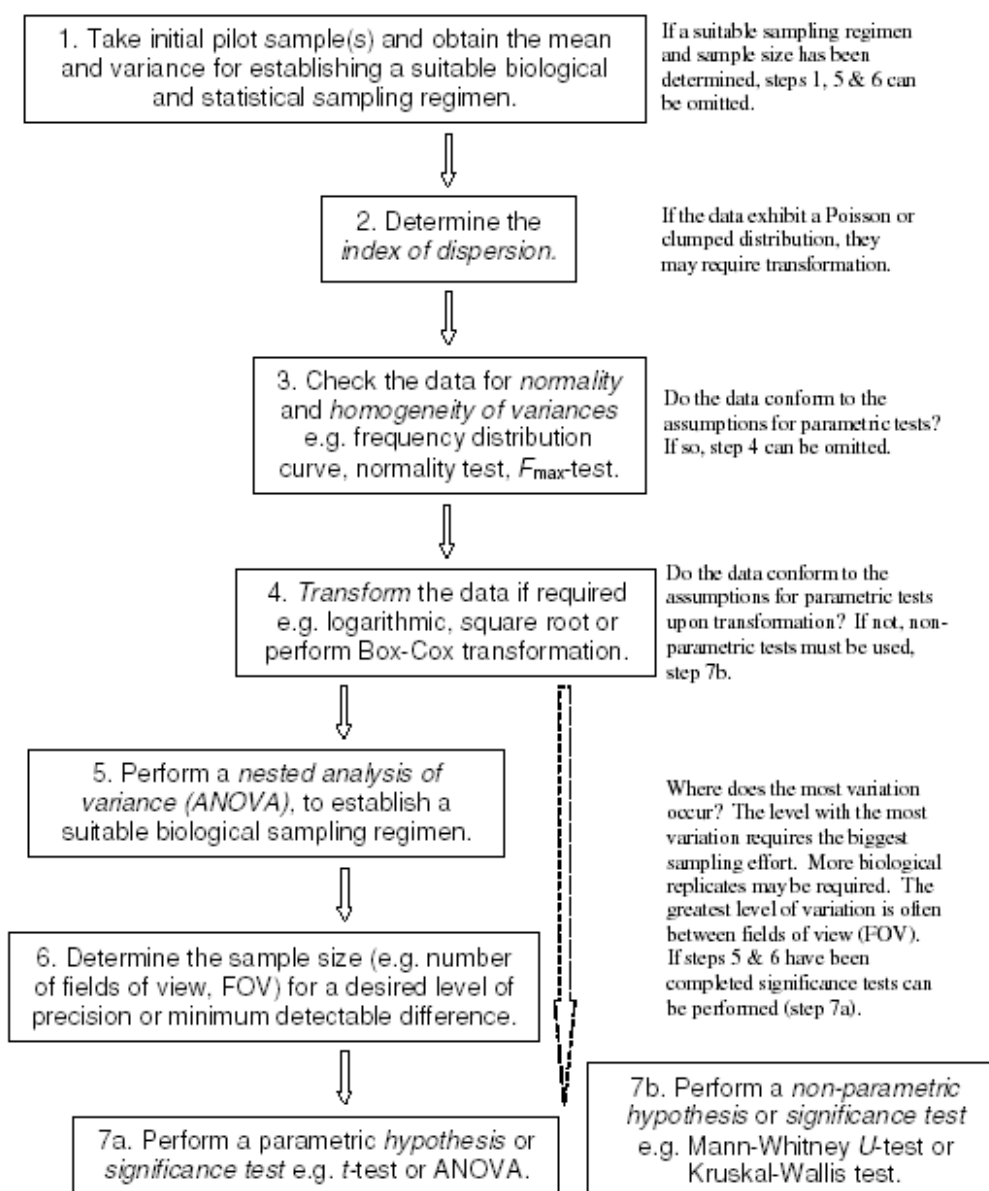 1. Take initial pilot sample(s) and obtain the mean
and variance for establishing a suitable biological
and statistical sampling regimen.
If a suitable sampling regimen
and sample size has been
determined, steps 1, 5 & 6 can
be omitted.
2. Determine the
index of dispersion.
If the data exhibit a Poisson or
clumped distribution, they
may require transformation.
3. Check the data for normality
and homogeneity of variances
e.g. frequency distribution
curve, normality test, Fmax-test.
Do the data conform to the
assumptions for parametric tests?
If so, step 4 can be omitted.
4. Transform the data if required
e.g. logarithmic, square root or
perform Box-Cox transformation.
Do the data conform to the
assumptions for parametric tests
upon transformation? If not, non-
parametric tests must be used,
step 7b.
5. Perform a nested analysis of
variance (ANOVA), to establish a
suitable biological sampling regimen.
Where does the most variation
occur? The level with the most
variation requires the biggest
sampling effort. More biological
replicates may be required. The
greatest level of variation is often
between fields of view (FOV).
If steps 5 & 6 have been
completed significance tests can
be performed (step 7a).
6. Determine the sample size (e.g. number
of fields of view, FOV) for a desired level of
precision or minimum detectable difference.
7a. Perform a parametric hypothesis or
significance test e.g. t-test or ANOVA.
7b. Perform a non-parametric
hypothesis or significance test
e.g. Mann-Whitney U-test or
Kruskal-Wallis test.